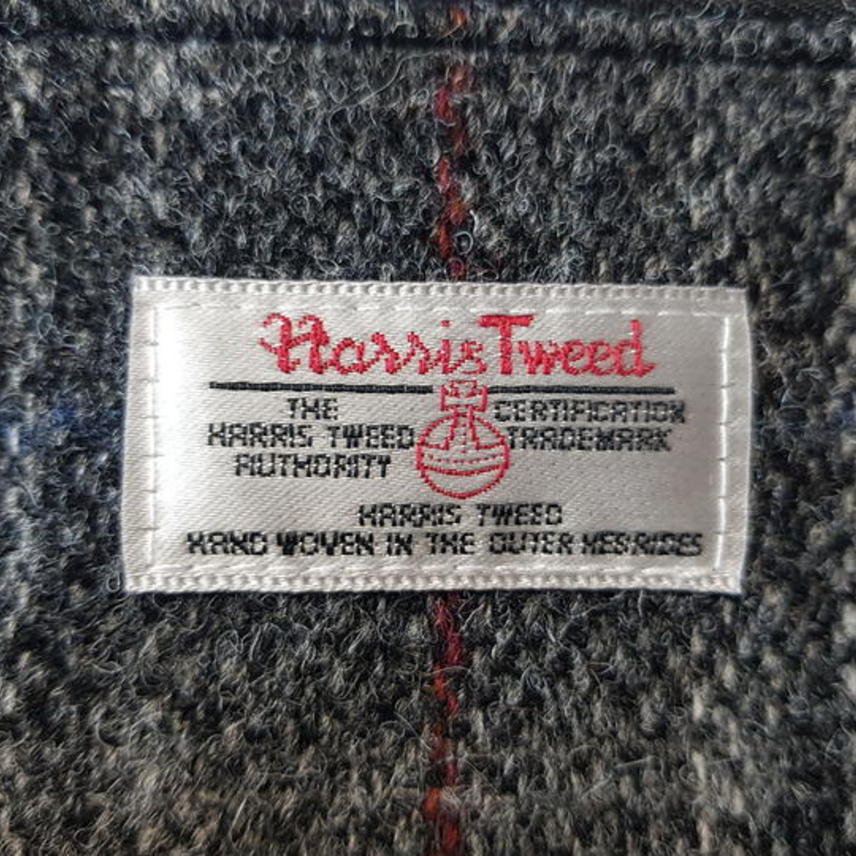 Harris Tweed
THE CERTIFICATION
HARRIS TWEED TRADEMARK
AUTHORITY
HARRIS TWEED
HAND WOVEN IN THE OUTER HEBRIDES